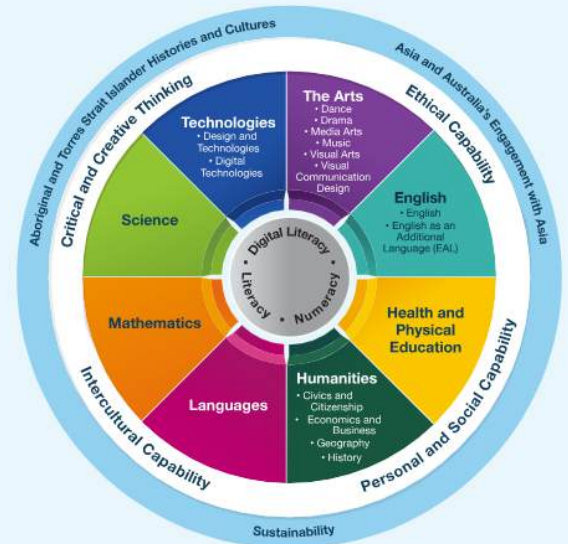 Aboriginal and Torres Strait Islander Histories and Cultures
Asia and Australia's Engagement with Asia
Sustainability
Critical and Creative Thinking
Ethical Capability
Intercultural Capability
Personal and Social Capability
Technologies
• Design and
Technologies
• Digital
Technologies
The Arts
• Dance
• Drama
• Media Arts
• Music
• Visual Arts
• Visual
Communication
Design
Science
English
• English
• English as an
Additional
Language (EAL)
Mathematics
Health and
Physical
Education
Languages
Humanities
• Civics and
Citizenship
• Economics and
Business
• Geography
• History
• Digital Literacy •
Literacy • Numeracy